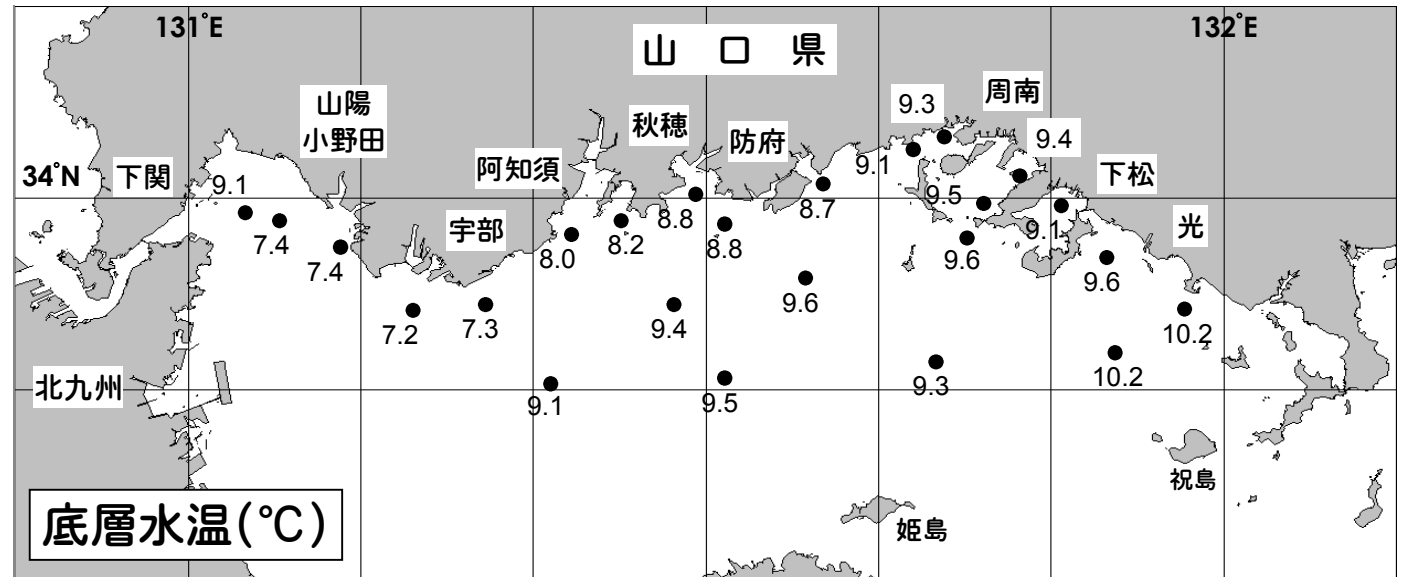 131°E
132°E
山 口 県
周南
9.3
山陽
小野田
秋穂
防府
9.4
9.1
阿知須
下松
34°N
下関
9.1
8.7
9.5
8.8
宇部
9.1
光
7.4
8.2
8.8
7.4
8.0
9.6
9.6
9.6
7.2
7.3
9.4
10.2
9.3
10.2
北九州
9.1
9.5
祝島
底層水温(℃)
姫島